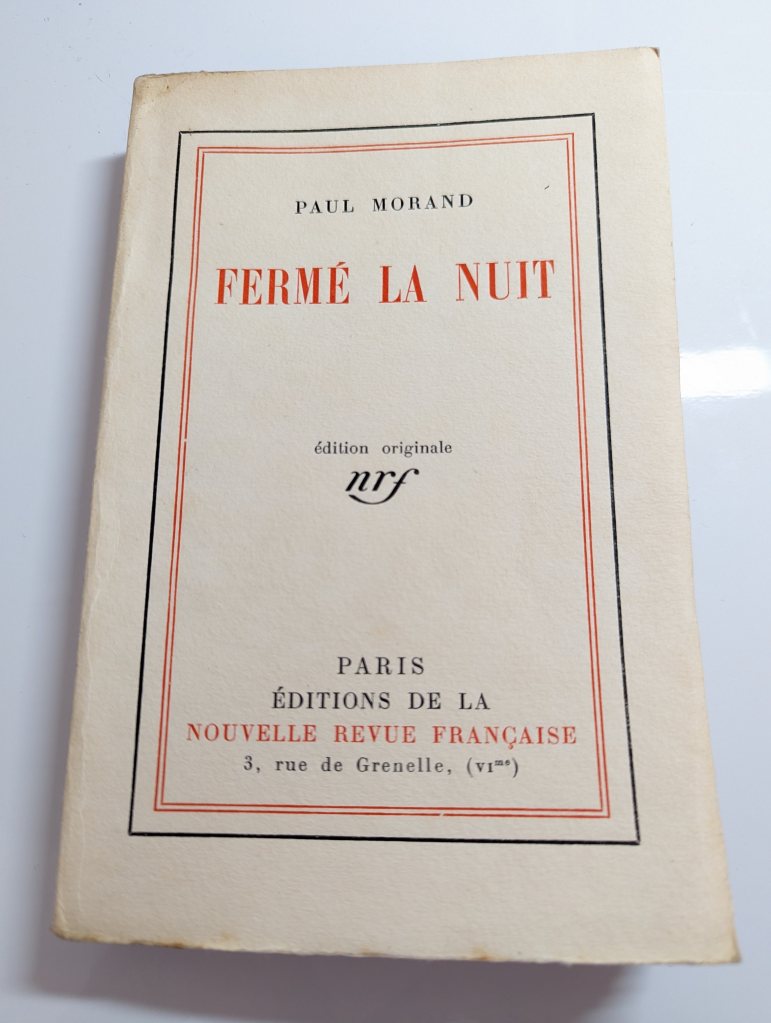 PAUL MORAND
FERMÉ LA NUIT
édition originale
nrf
PARIS
ÉDITIONS DE LA
NOUVELLE REVUE FRANÇAISE
3, rue de Grenelle, (VIme)